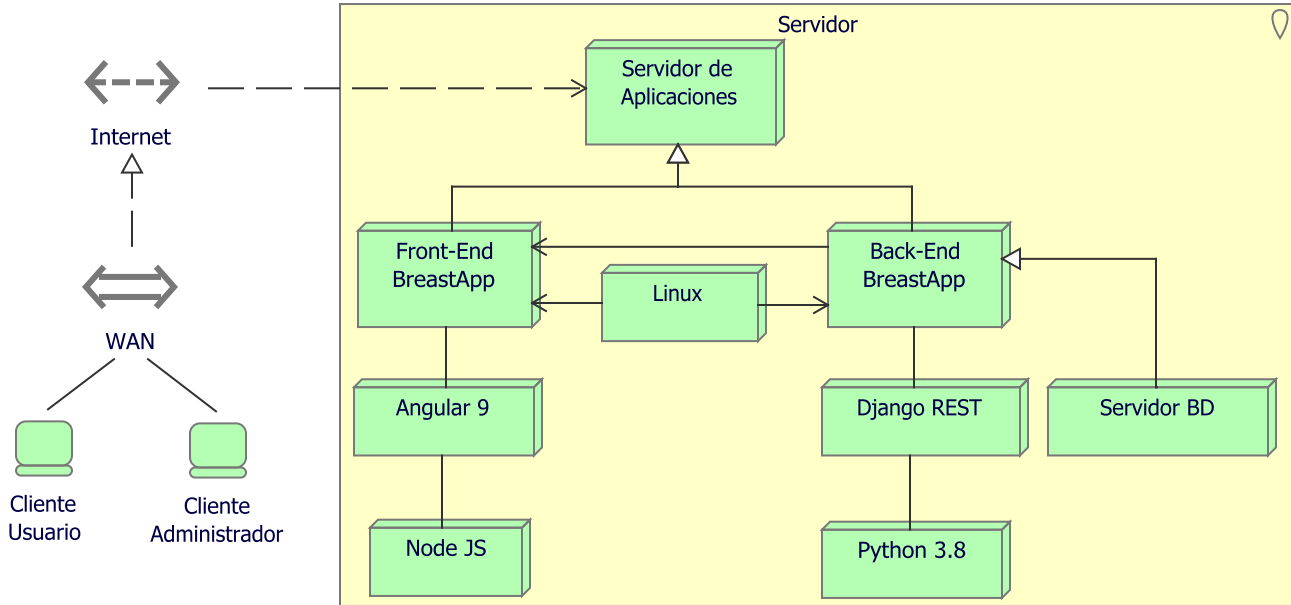 Servidor
Servidor de
Aplicaciones
Internet
Front-End
BreastApp
Back-End
BreastApp
Linux
WAN
Angular 9
Django REST
Servidor BD
Cliente
Usuario
Cliente
Administrador
Node JS
Python 3.8